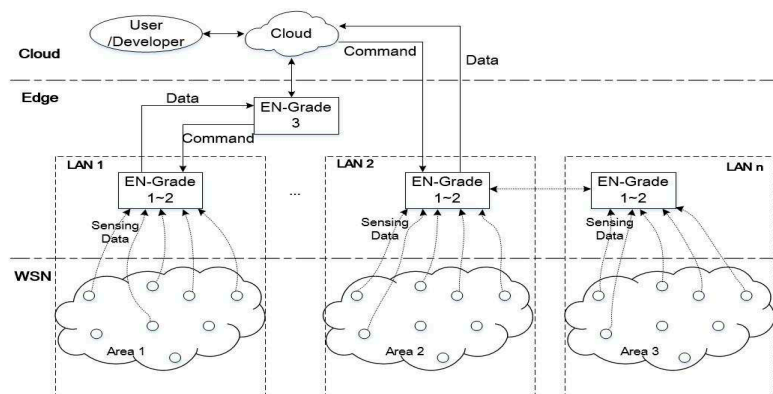 User
/Developer
Cloud
Command
Data
Cloud
Edge
Data
EN-Grade
3
Command
LAN 1
LAN 2
LAN n
EN-Grade
1~2
...
EN-Grade
1~2
EN-Grade
1~2
Sensing
Data
Sensing
Data
Sensing
Data
WSN
Area 1
Area 2
Area 3